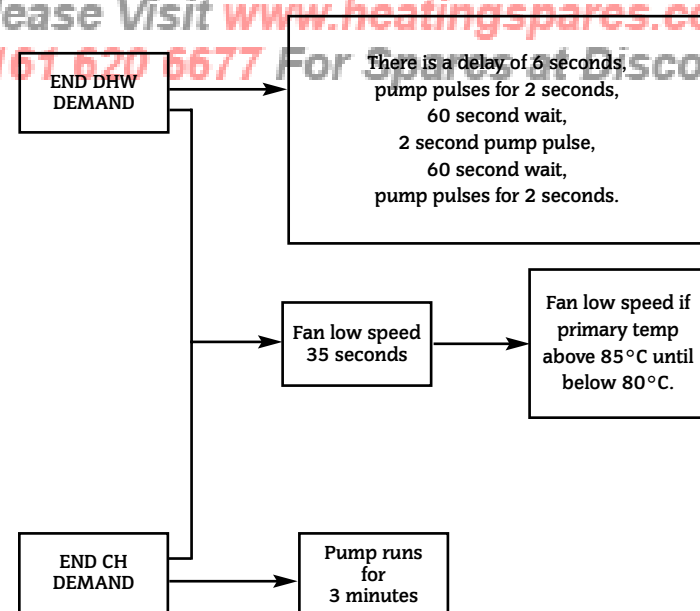 lease Visit www.heatingspares.co
161 620 6677 For Spares at Disco
END DHW
DEMAND
There is a delay of 6 seconds,
pump pulses for 2 seconds,
60 second wait,
2 second pump pulse,
60 second wait,
pump pulses for 2 seconds.
Fan low speed
35 seconds
Fan low speed if
primary temp
above 85°C until
below 80°C.
END CH
DEMAND
Pump runs
for
3 minutes